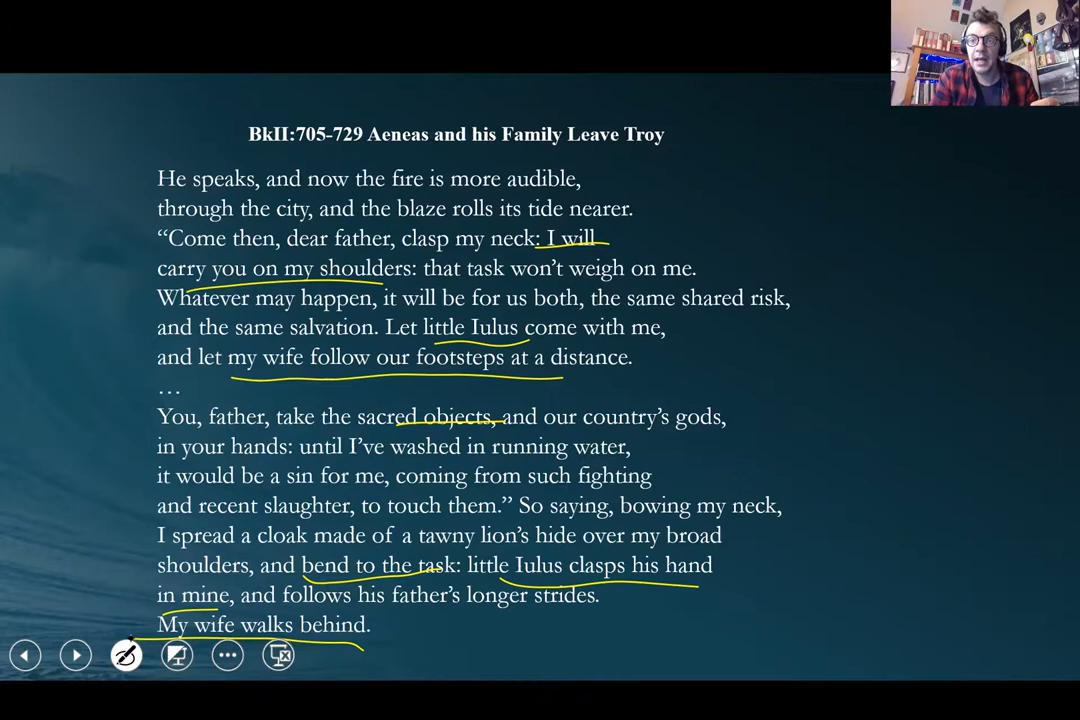 BkII:705-729 Aeneas and his Family Leave Troy
He speaks, and now the fire is more audible,
through the city, and the blaze rolls its tide nearer.
“Come then, dear father, clasp my neck: I will
carry you on my shoulders: that task won’t weigh on me.
Whatever may happen, it will be for us both, the same shared risk,
and the same salvation. Let little Iulus come with me,
and let my wife follow our footsteps at a distance.
…
You, father, take the sacred objects, and our country’s gods,
in your hands: until I’ve washed in running water,
it would be a sin for me, coming from such fighting
and recent slaughter, to touch them.” So saying, bowing my neck,
I spread a cloak made of a tawny lion’s hide over my broad
shoulders, and bend to the task: little Iulus clasps his hand
in mine, and follows his father’s longer strides.
My wife walks behind.